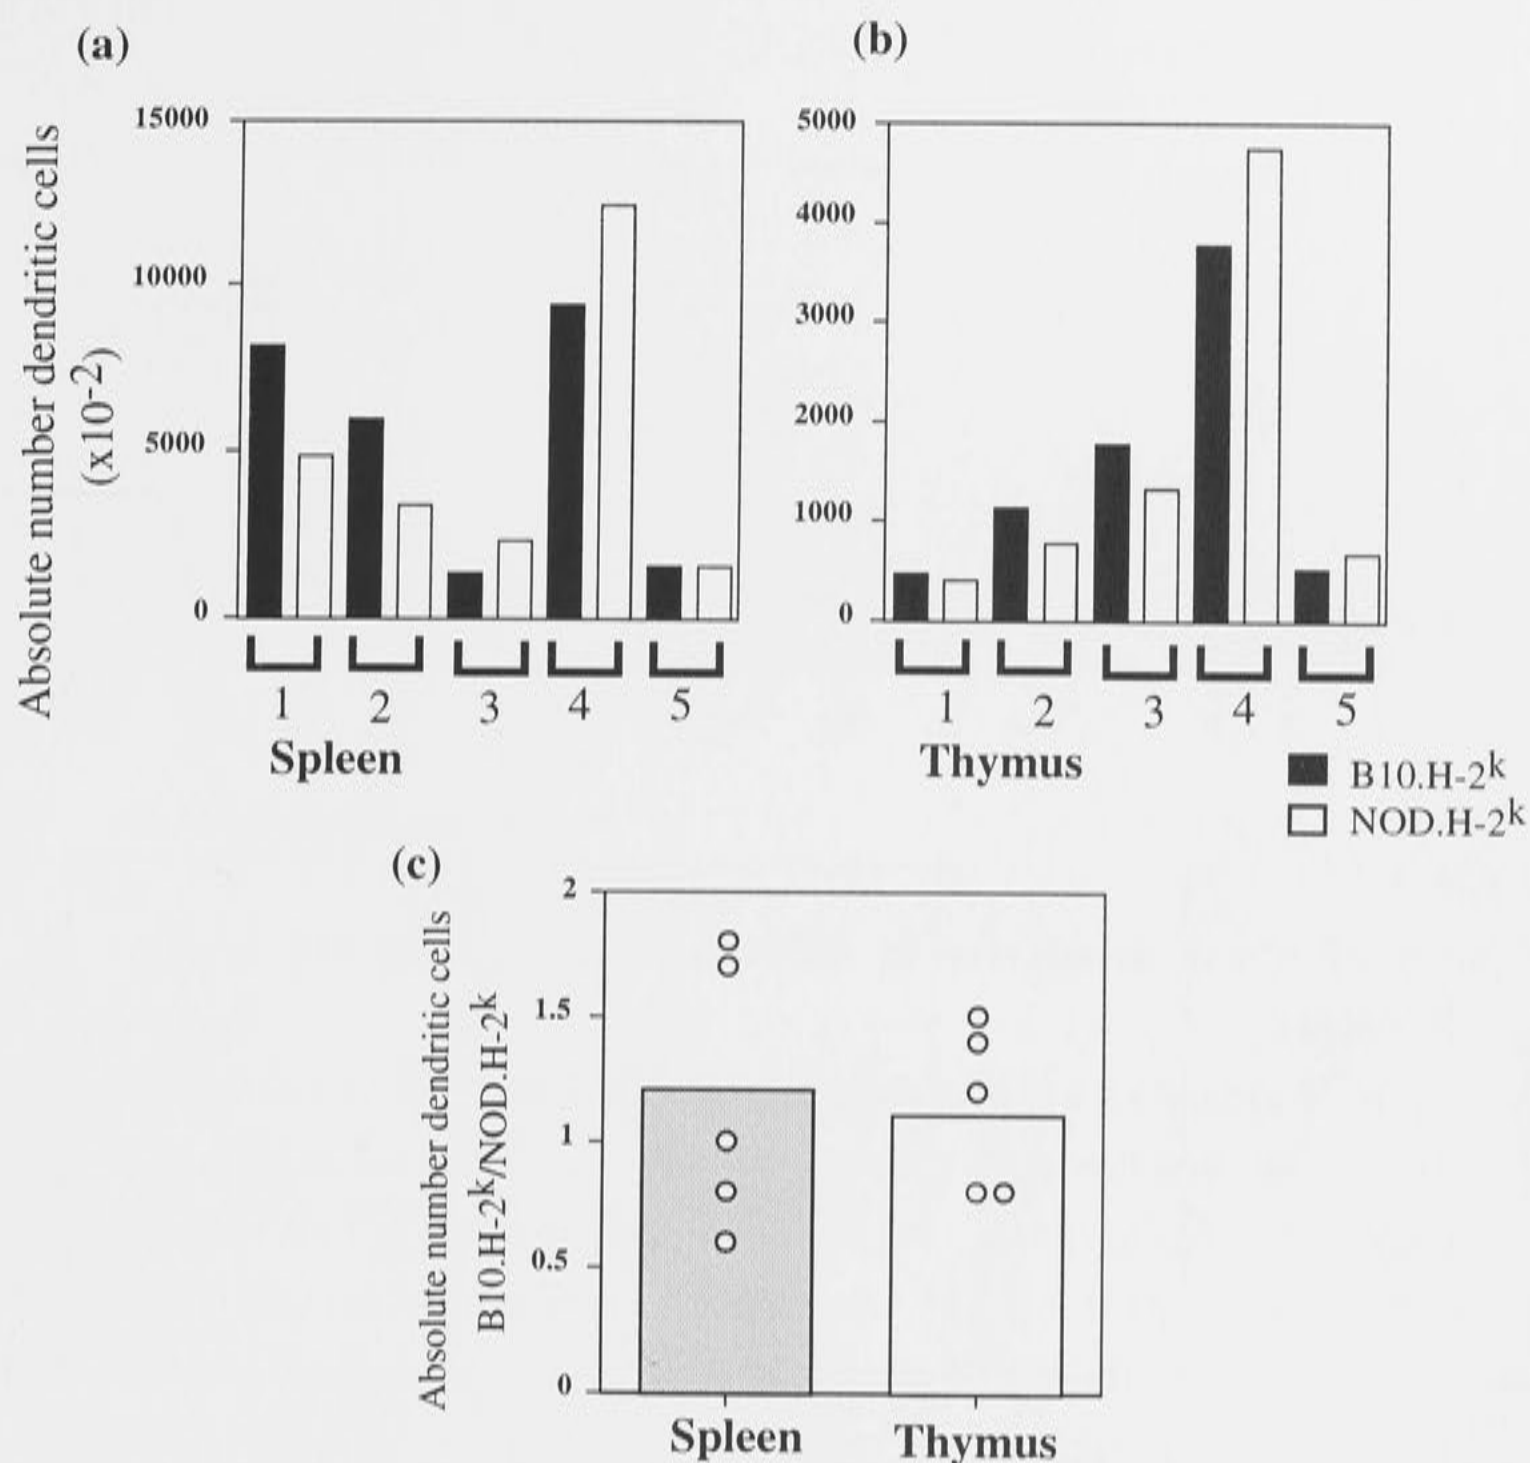 (a)
Absolute number dendritic cells
(x10-2)
15000
10000
5000
0
1 2 3 4 5
Spleen
(b)
5000
4000
3000
2000
1000
0
1 2 3 4 5
Thymus
B10.H-2k
NOD.H-2k
(c)
Absolute number dendritic cells
B10.H-2k/NOD.H-2k
2
1.5
1
0.5
0
Spleen Thymus